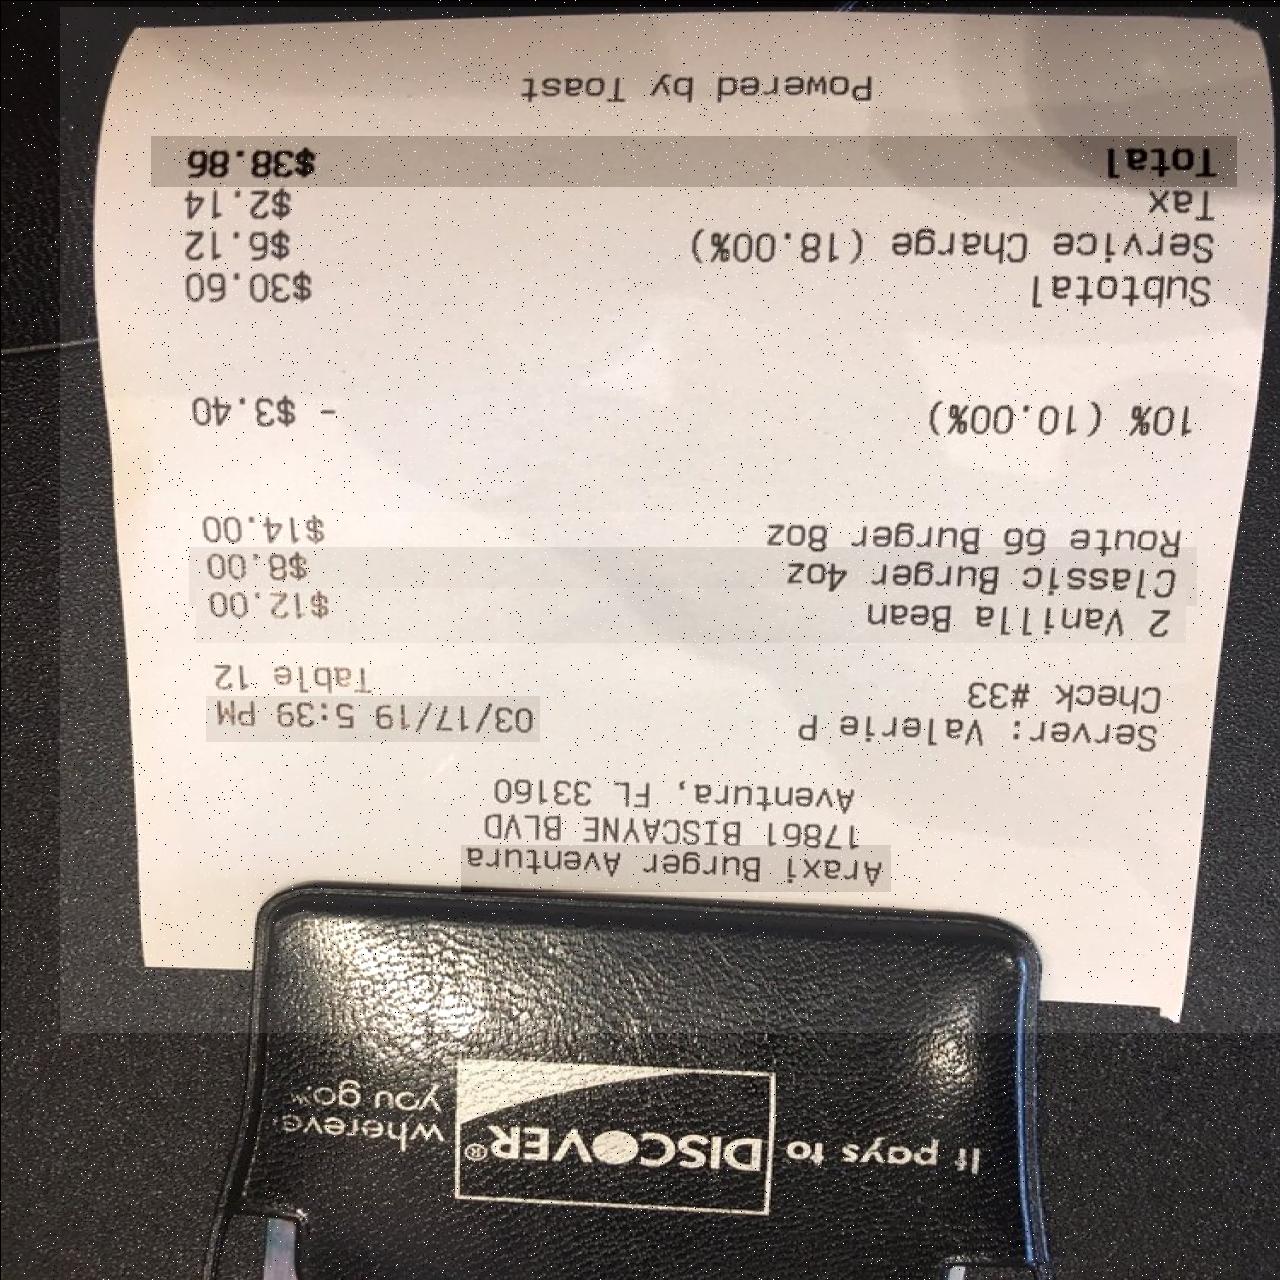 Araxi Burger Aventura
17861 BISCAYNE BLVD
Aventura, FL 33160
Server: Valerie P 03/17/19 5:39 PM
Check #33 Table 12
2 Vanilla Bean $12.00
Classic Burger 4oz $8.00
Route 66 Burger 8oz $14.00
10% (10.00%) - $3.40
Subtotal $30.60
Service Charge (18.00%) $6.12
Tax $2.14
Total $38.86
Powered by Toast
It pays to DISCOVER® 
you go.